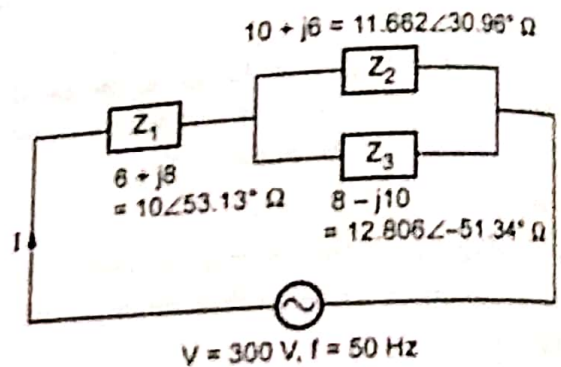 10 + j6 = 11.662∠30.96° Ω
Z₂
Z₁
Z₃
6 + j8
= 10∠53.13° Ω
8 – j10
= 12.806∠–51.34° Ω
I
V = 300 V, f = 50 Hz